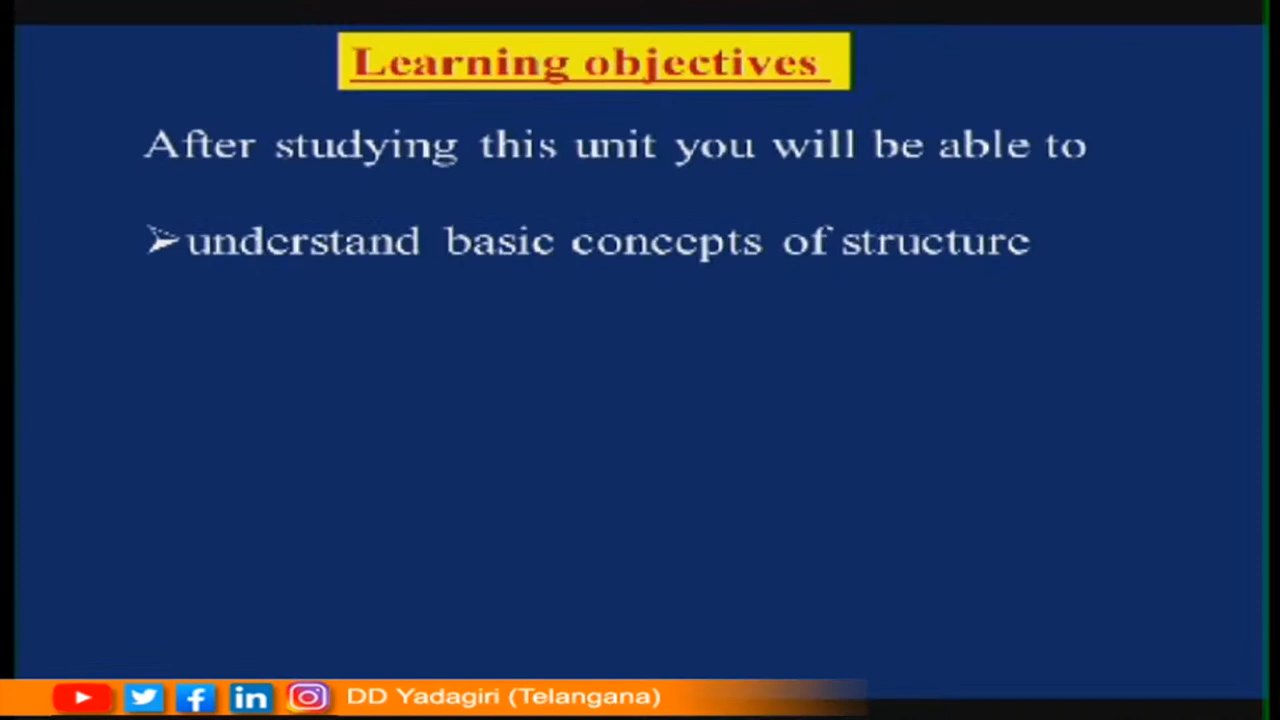 Learning objectives
After studying this unit you will be able to
➢understand basic concepts of structure
DD Yadagiri (Telangana)